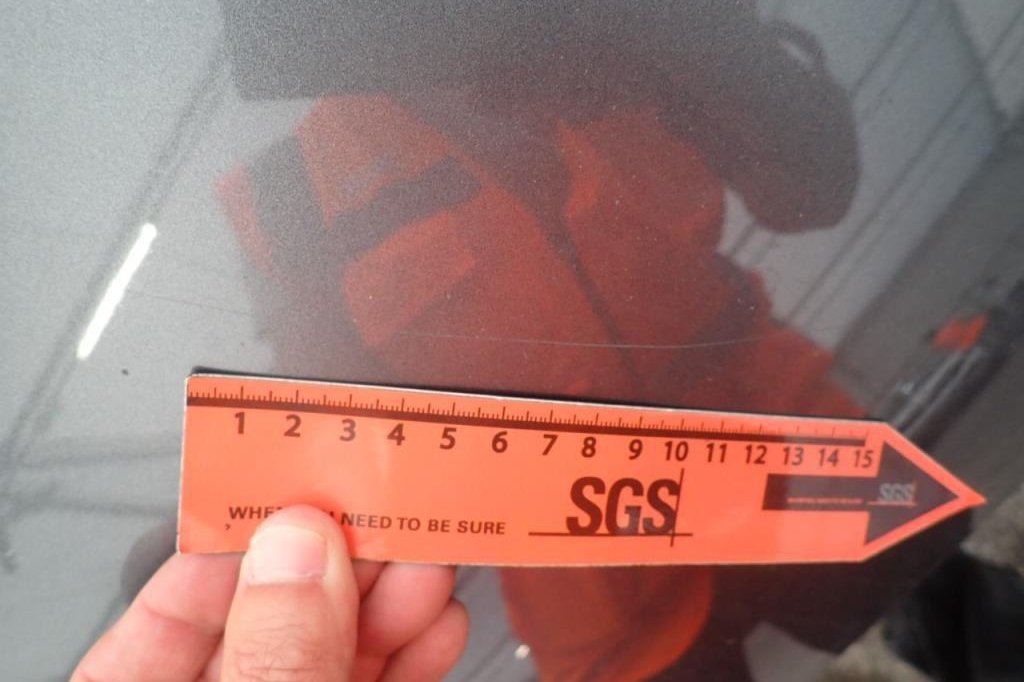 1 2 3 4 5 6 7 8 9 10 11 12 13 14 15
SGS
SGS
WHE NEED TO BE SURE